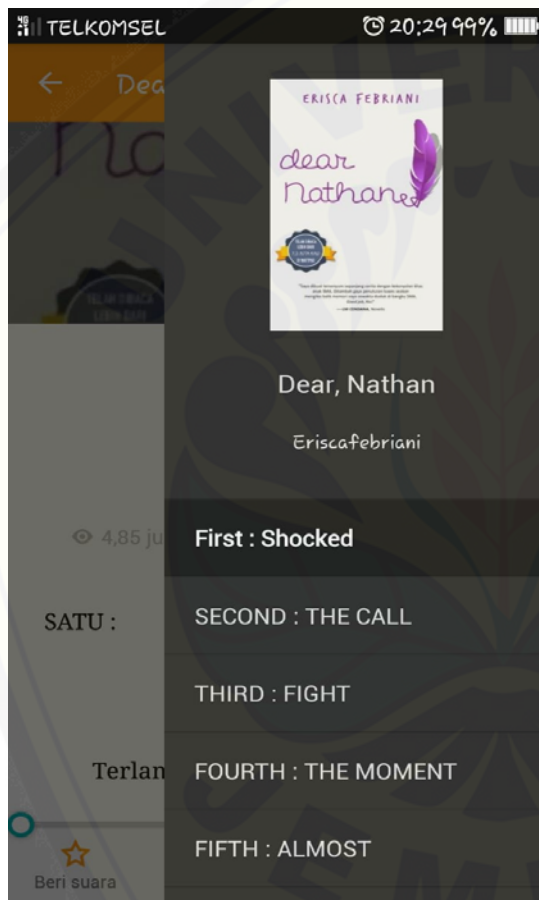 4G
TELKOMSEL
20:29 99%
← Dea
ERISCA FEBRIANI
dear
Nathan
Dear, Nathan
Eriscafebriani
4,85 ju
First : Shocked
SATU :
SECOND : THE CALL
THIRD : FIGHT
Terlan
FOURTH : THE MOMENT
FIFTH : ALMOST
Beri suara